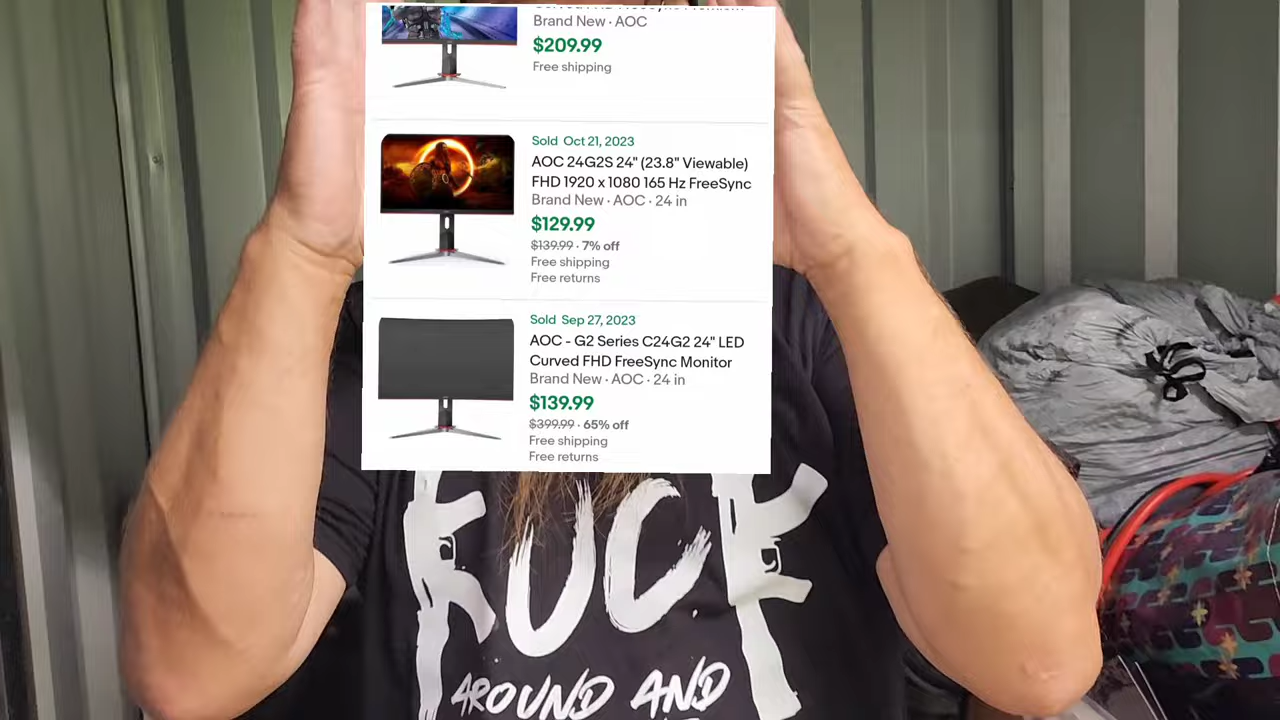 Brand New · AOC
$209.99
Free shipping
Sold Oct 21, 2023
AOC 24G2S 24" (23.8" Viewable)
FHD 1920 x 1080 165 Hz FreeSync
Brand New · AOC · 24 in
$129.99
$139.99 · 7% off
Free shipping
Free returns
Sold Sep 27, 2023
AOC - G2 Series C24G2 24" LED
Curved FHD FreeSync Monitor
Brand New · AOC · 24 in
$139.99
$399.99 · 65% off
Free shipping
Free returns
FUCK
AROUND AND